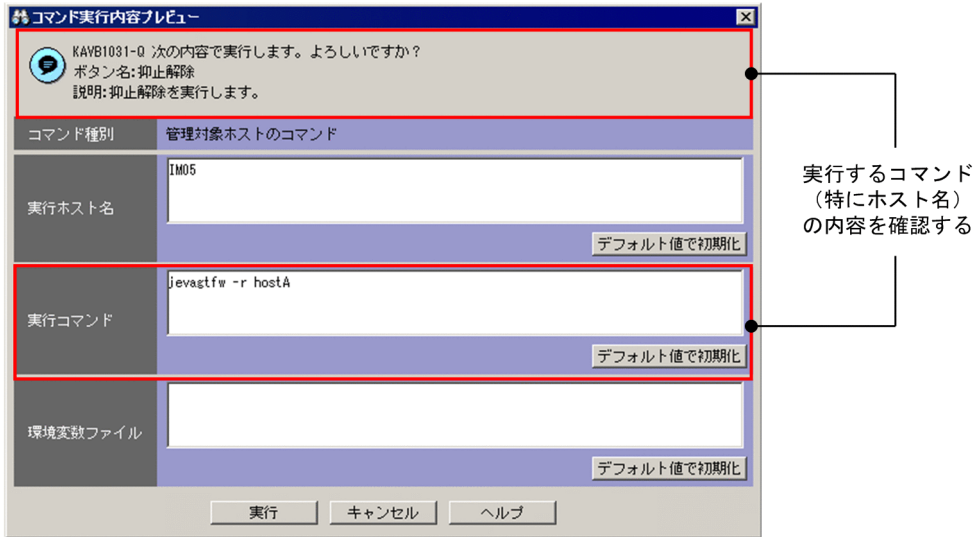 コマンド実行内容プレビュー
KAVB1031-Q 次の内容で実行します。よろしいですか？
ボタン名:抑止解除
説明:抑止解除を実行します。
コマンド種別
管理対象ホストのコマンド
実行ホスト名
IM05
デフォルト値で初期化
実行コマンド
jevagtfw -r hostA
デフォルト値で初期化
環境変数ファイル
デフォルト値で初期化
実行
キャンセル
ヘルプ
実行するコマンド
（特にホスト名）
の内容を確認する